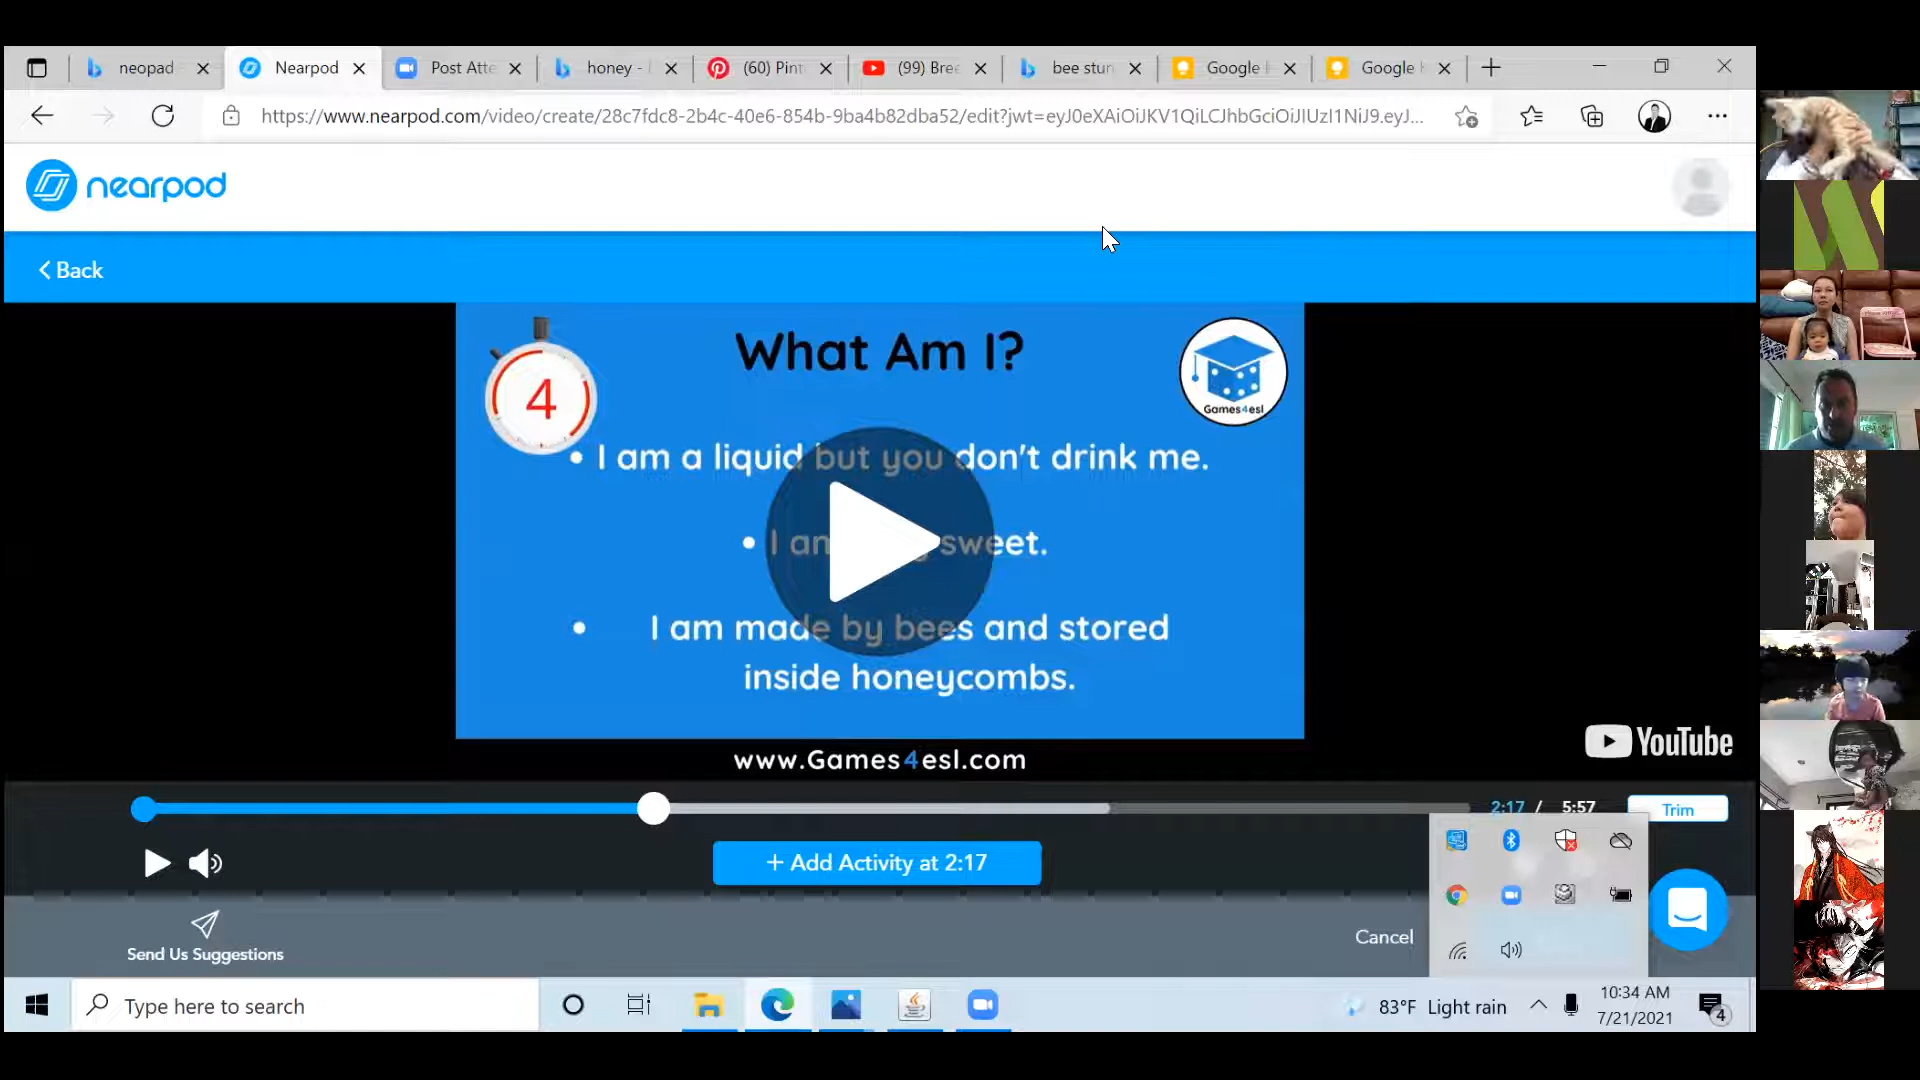 neopad
Nearpod
Post Atte
honey -
(60) Pint
(99) Bree
bee stun
Google
Google
https://www.nearpod.com/video/create/28c7fdc8-2b4c-40e6-854b-9ba4b82dba52/edit?jwt=eyJ0eXAiOiJKV1QiLCJhbGciOiJIUzI1NiJ9.eyJ...
nearpod
Back
4
What Am I?
Games4esl
• I am a liquid but you don't drink me.
• I am sweet.
• I am made by bees and stored
inside honeycombs.
YouTube
www.Games4esl.com
2:17 / 5:57
Trim
+ Add Activity at 2:17
Send Us Suggestions
Cancel
Type here to search
83°F Light rain
10:34 AM
7/21/2021
4